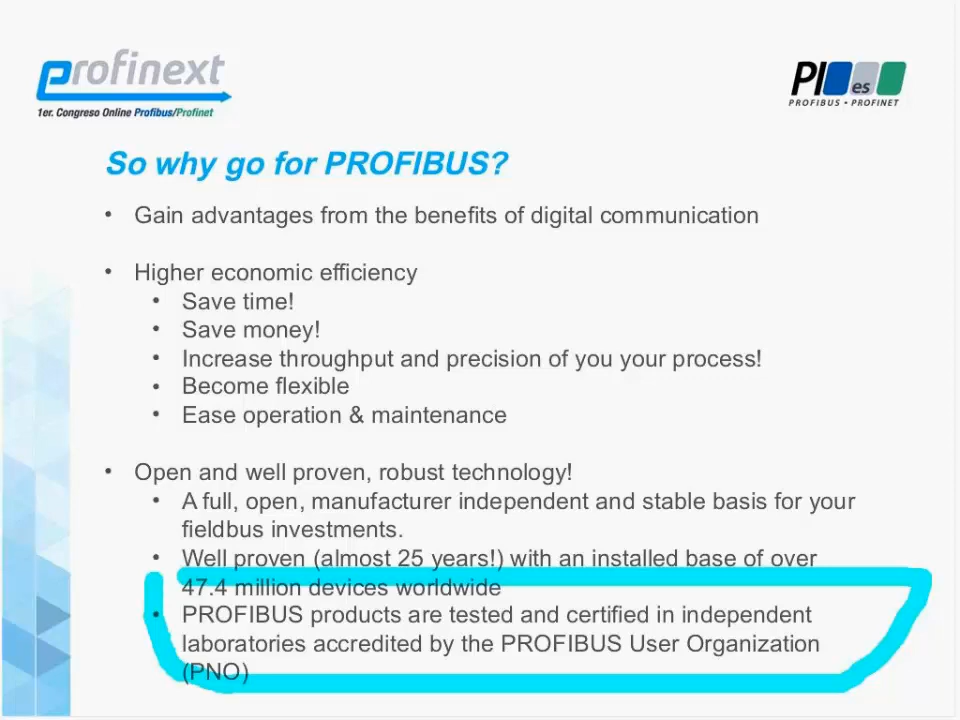 profinext
1er. Congreso Online Profibus/Profinet
PI es
PROFIBUS • PROFINET
So why go for PROFIBUS?
• Gain advantages from the benefits of digital communication
• Higher economic efficiency
• Save time!
• Save money!
• Increase throughput and precision of you your process!
• Become flexible
• Ease operation & maintenance
• Open and well proven, robust technology!
• A full, open, manufacturer independent and stable basis for your
fieldbus investments.
• Well proven (almost 25 years!) with an installed base of over
47.4 million devices worldwide
• PROFIBUS products are tested and certified in independent
laboratories accredited by the PROFIBUS User Organization
(PNO)